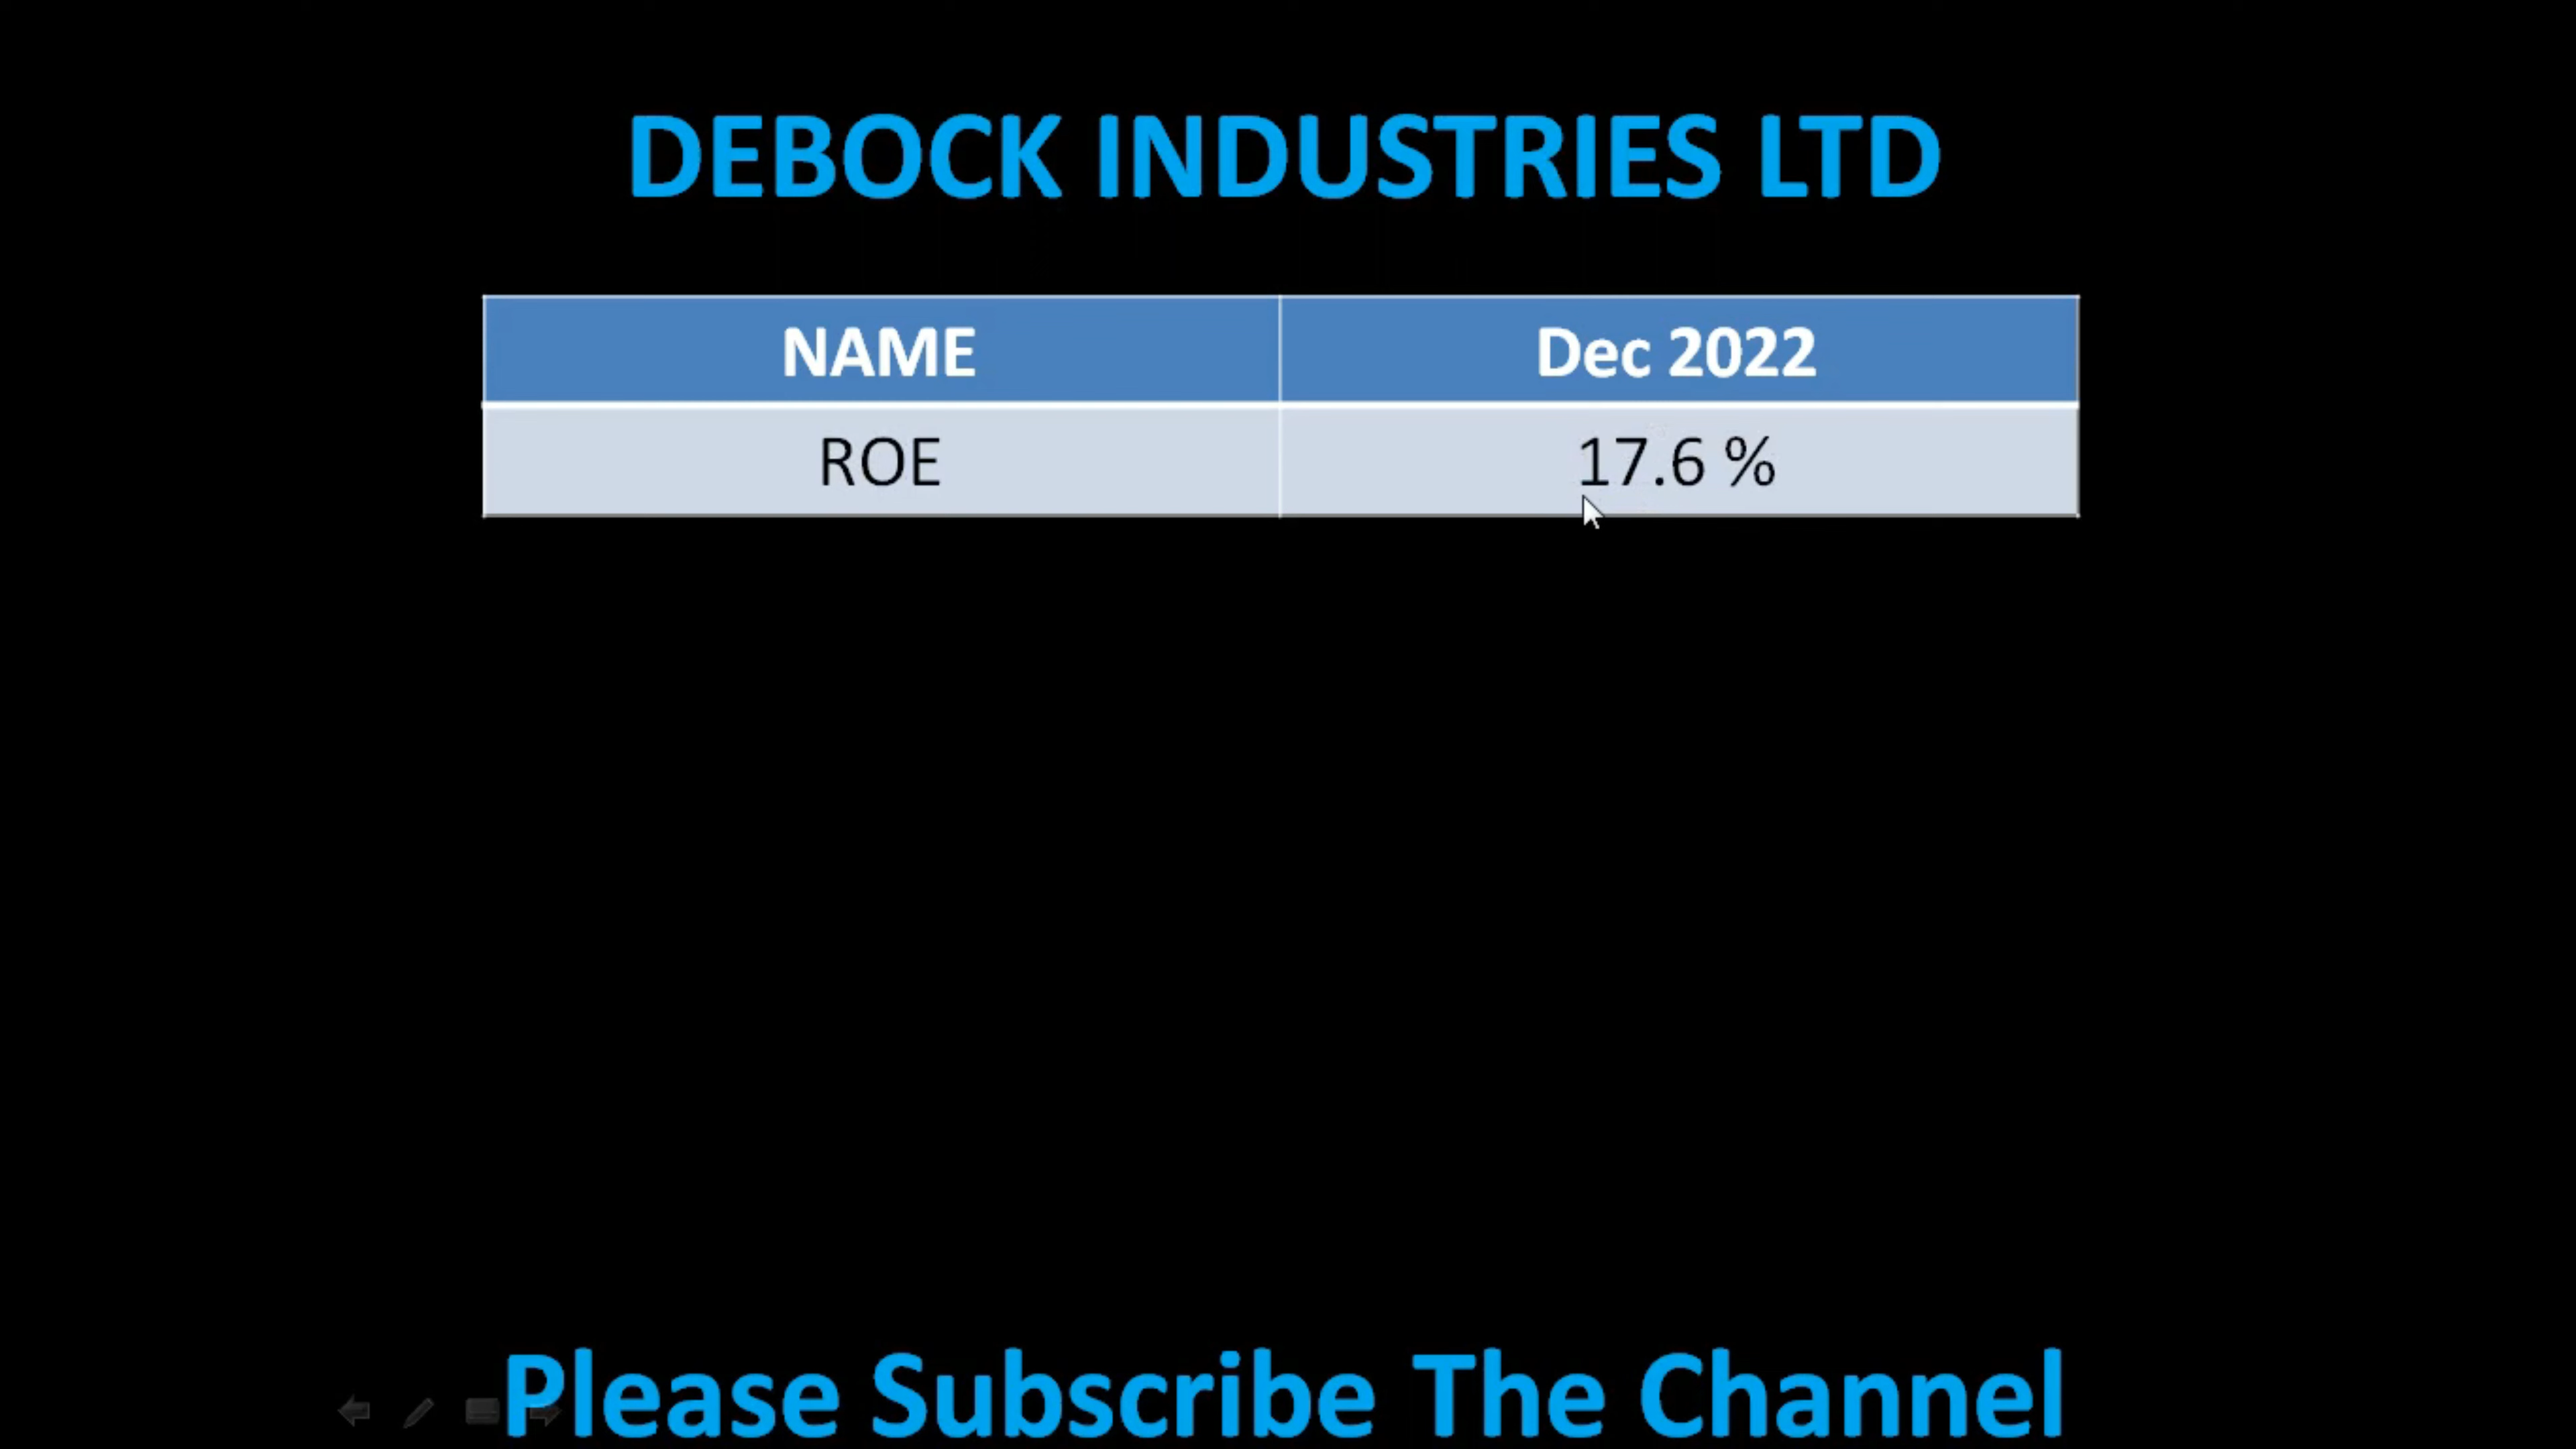 DEBOCK INDUSTRIES LTD
NAME Dec 2022
ROE 17.6 %
Please Subscribe The Channel